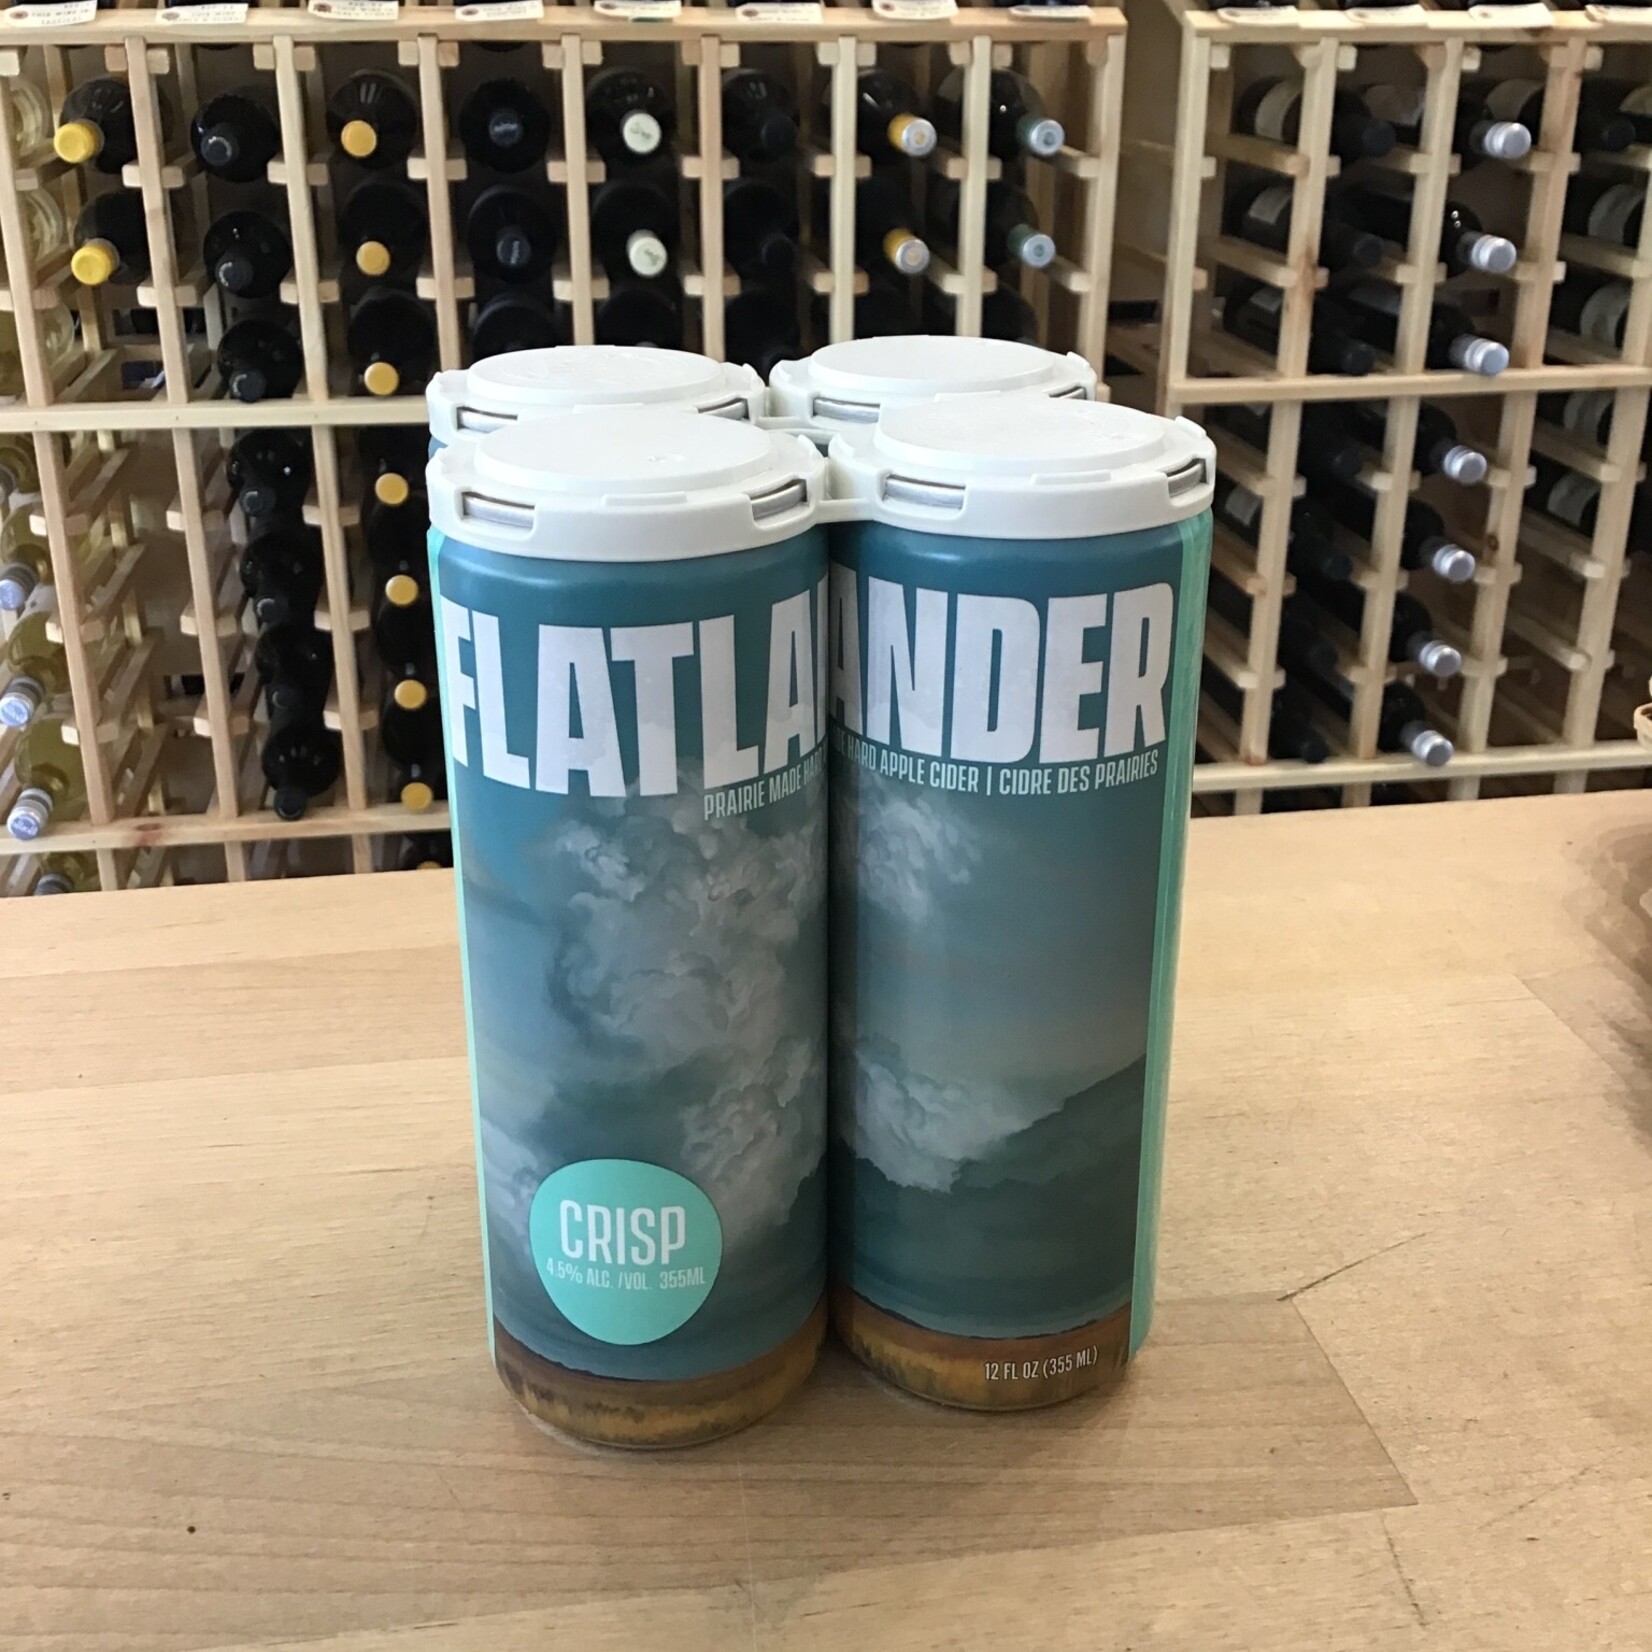 FLATLANDER
PRAIRIE MADE HARD APPLE CIDER | CIDRE DES PRAIRIES
CRISP
4.5% ALC. /VOL. 355ML
12 FL OZ (355 ML)